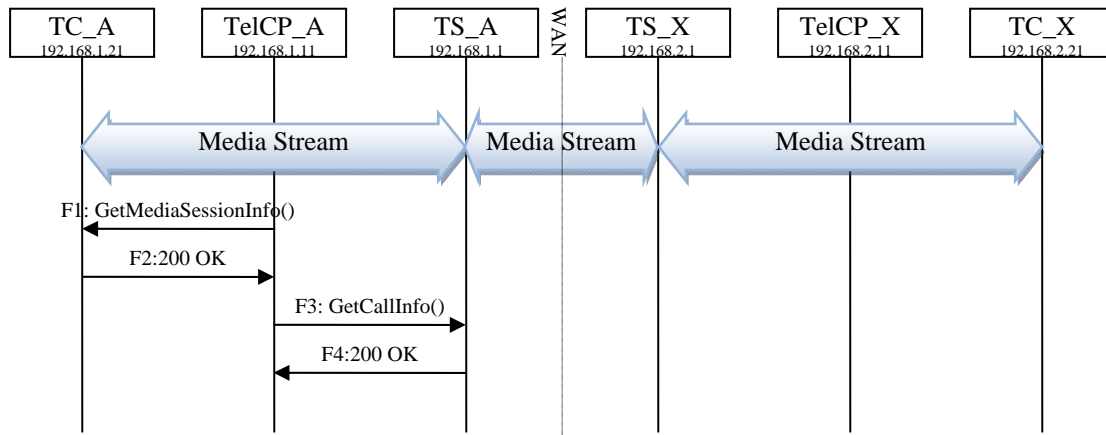 TC_A
192.168.1.21
TelCP_A
192.168.1.11
TS_A
192.168.1.1
WAN
TS_X
192.168.2.1
TelCP_X
192.168.2.11
TC_X
192.168.2.21
Media Stream
Media Stream
Media Stream
F1: GetMediaSessionInfo()
F2:200 OK
F3: GetCallInfo()
F4:200 OK